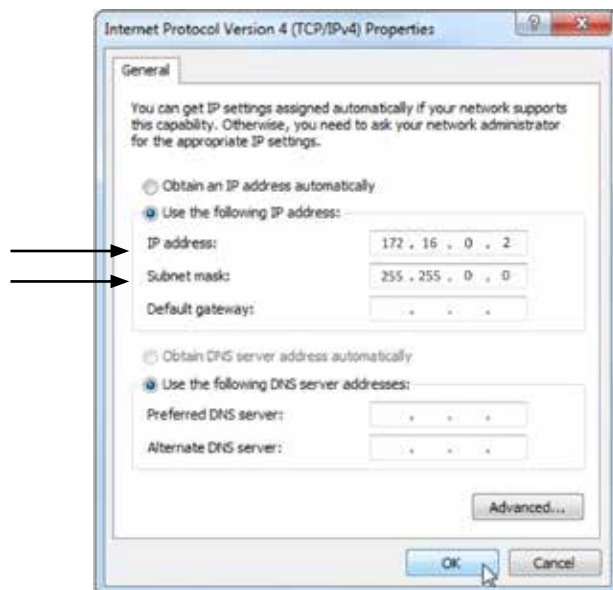 Internet Protocol Version 4 (TCP/IPv4) Properties
General
You can get IP settings assigned automatically if your network supports
this capability. Otherwise, you need to ask your network administrator
for the appropriate IP settings.
Obtain an IP address automatically
Use the following IP address:
IP address: 172 . 16 . 0 . 2
Subnet mask: 255 . 255 . 0 . 0
Default gateway: . . .
Obtain DNS server address automatically
Use the following DNS server addresses:
Preferred DNS server: . . .
Alternate DNS server: . . .
Advanced...
OK Cancel